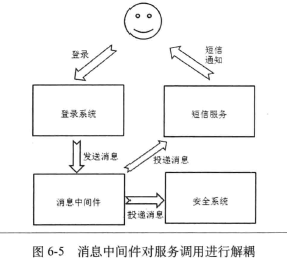 登录
短信
通知
登录系统
短信服务
发送消息
投递消息
消息中间件
安全系统
投递消息
图 6-5 消息中间件对服务调用进行解耦